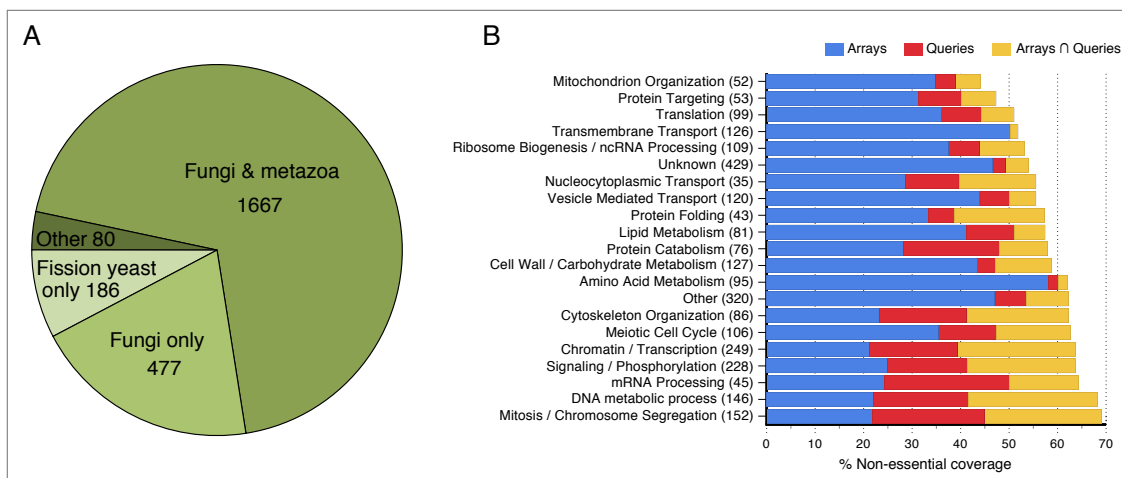 A
Fungi & metazoa
1667
Other 80
Fission yeast
only 186
Fungi only
477
B
Arrays Queries Arrays ∩ Queries
Mitochondrion Organization (52)
Protein Targeting (53)
Translation (99)
Transmembrane Transport (126)
Ribosome Biogenesis / ncRNA Processing (109)
Unknown (429)
Nucleocytoplasmic Transport (35)
Vesicle Mediated Transport (120)
Protein Folding (43)
Lipid Metabolism (81)
Protein Catabolism (76)
Cell Wall / Carbohydrate Metabolism (127)
Amino Acid Metabolism (95)
Other (320)
Cytoskeleton Organization (86)
Meiotic Cell Cycle (106)
Chromatin / Transcription (249)
Signaling / Phosphorylation (228)
mRNA Processing (45)
DNA metabolic process (146)
Mitosis / Chromosome Segregation (152)
0 10 20 30 40 50 60 70
% Non-essential coverage